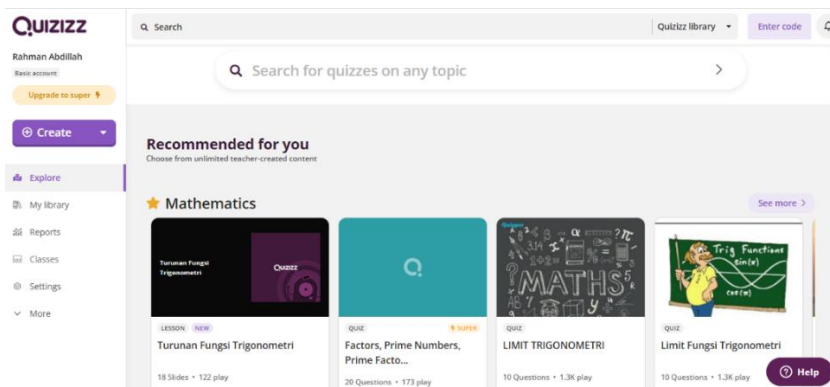 QUIZIZZ
Search
Quizizz library
Enter code
Rahman Abdillah
Basic account
Upgrade to super
Create
Explore
My library
Reports
Classes
Settings
More
Search for quizzes on any topic
Recommended for you
Choose from unlimited teacher-created content
Mathematics
See more
Turunan Fungsi
Trigonometri
QUIZIZZ
LESSON NEW
Turunan Fungsi Trigonometri
18 Slides • 122 play
QUIZ SUPER
Factors, Prime Numbers,
Prime Facto...
20 Questions • 173 play
Quizizz
MATHS
QUIZ
LIMIT TRIGONOMETRI
10 Questions • 1.3K play
Trig Functions
sin(x)
cos(x)
QUIZ
Limit Fungsi Trigonometri
10 Questions • 1.3K play
Help